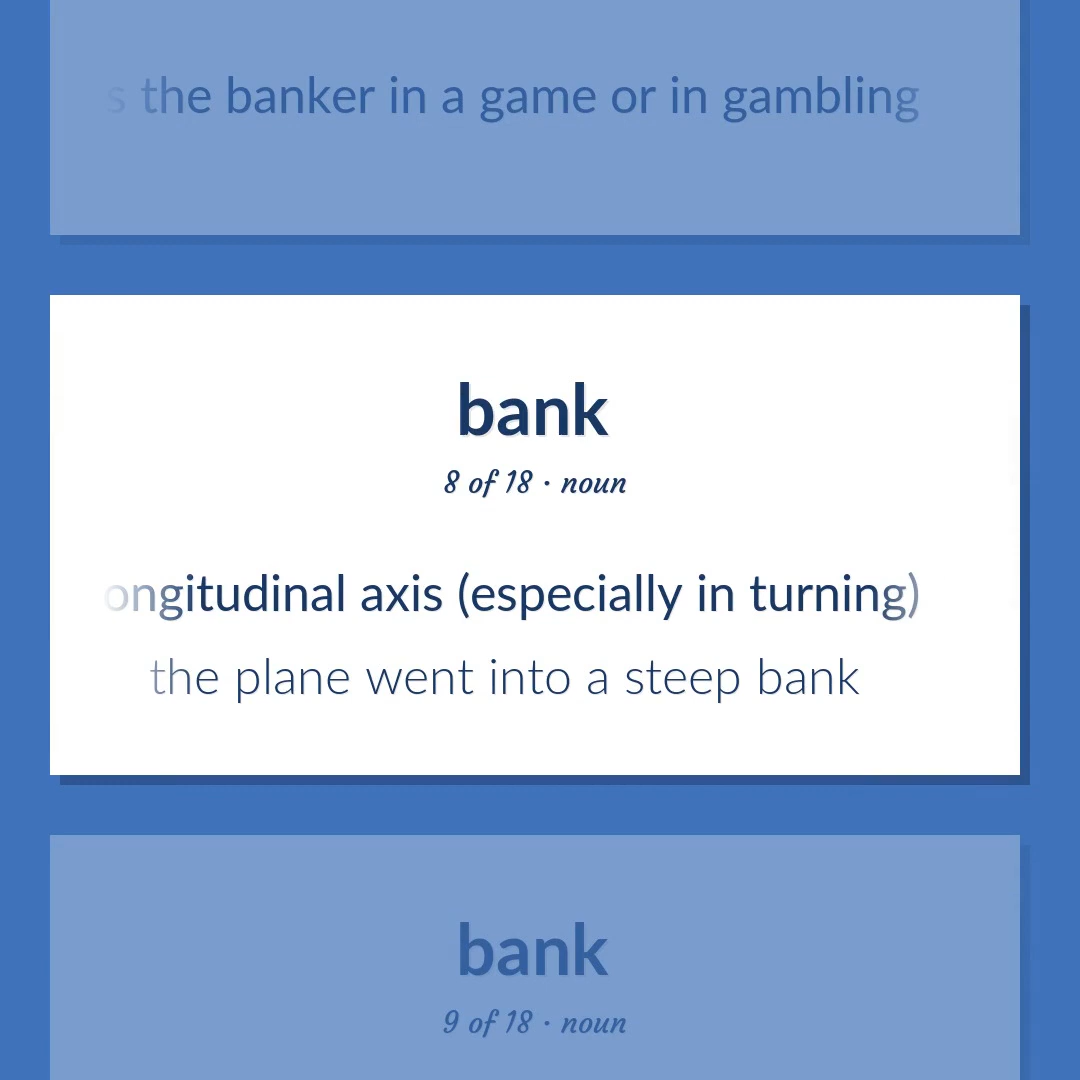 s the banker in a game or in gambling
bank
8 of 18 · noun
ongitudinal axis (especially in turning)
the plane went into a steep bank
bank
9 of 18 · noun